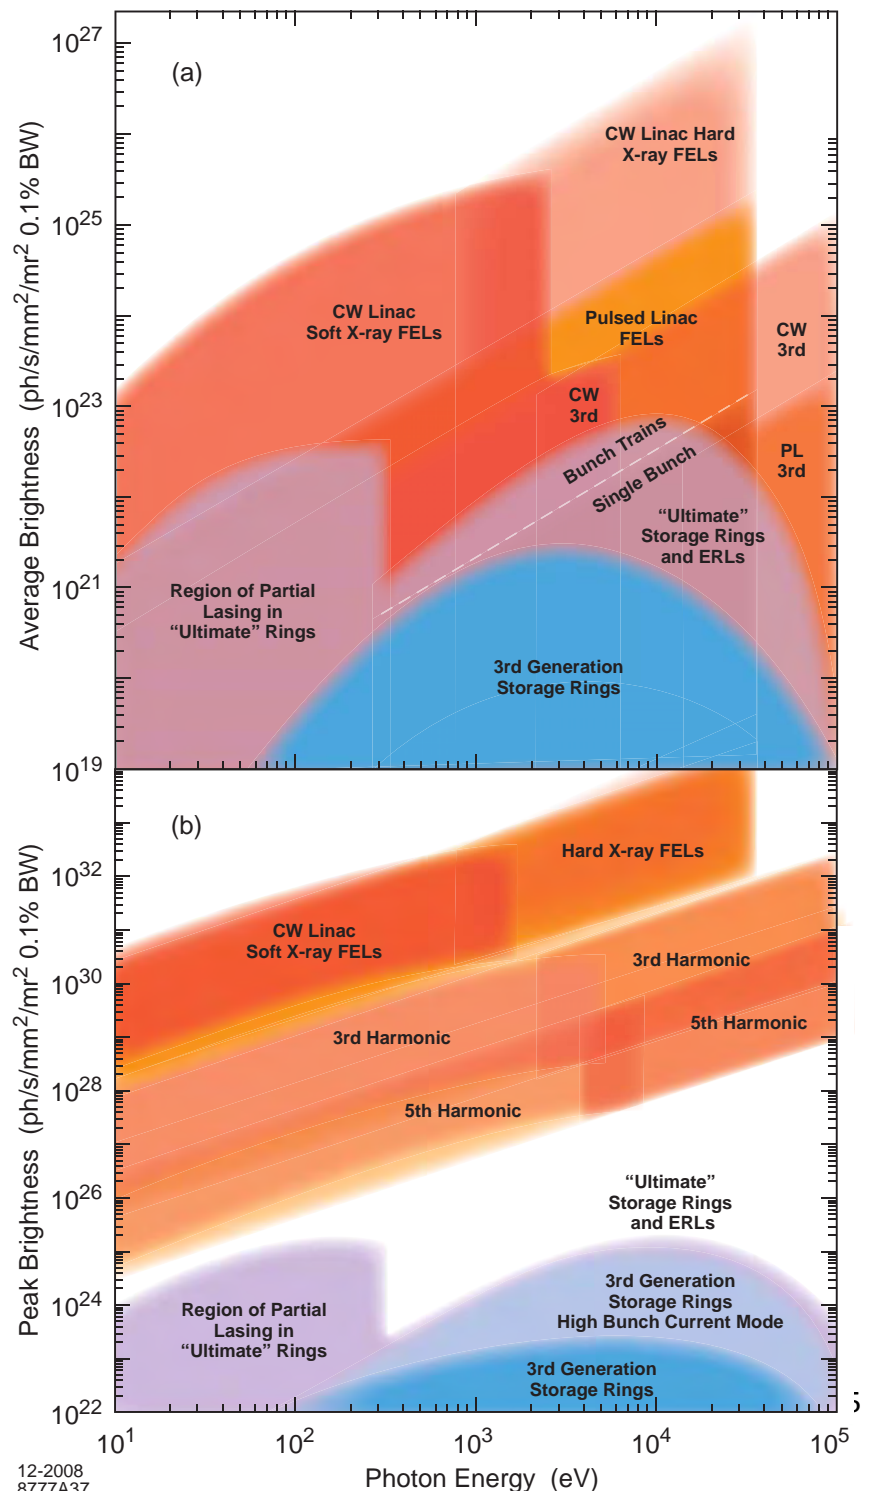 10^27
(a)
CW Linac Hard
X-ray FELs
10^25
CW Linac
Soft X-ray FELs
Pulsed Linac
FELs
CW
3rd
10^23
CW
3rd
Bunch Trains
Single Bunch
PL
3rd
"Ultimate"
Storage Rings
and ERLs
10^21
Region of Partial
Lasing in
"Ultimate" Rings
3rd Generation
Storage Rings
10^19
Average Brightness (ph/s/mm^2/mr^2 0.1% BW)
(b)
Hard X-ray FELs
10^32
CW Linac
Soft X-ray FELs
3rd Harmonic
10^30
5th Harmonic
3rd Harmonic
10^28
5th Harmonic
10^26
"Ultimate"
Storage Rings
and ERLs
10^24
Region of Partial
Lasing in
"Ultimate" Rings
3rd Generation
Storage Rings
High Bunch Current Mode
3rd Generation
Storage Rings
10^22
Peak Brightness (ph/s/mm^2/mr^2 0.1% BW)
5
10^1 10^2 10^3 10^4 10^5
Photon Energy (eV)
12-2008
8777A37